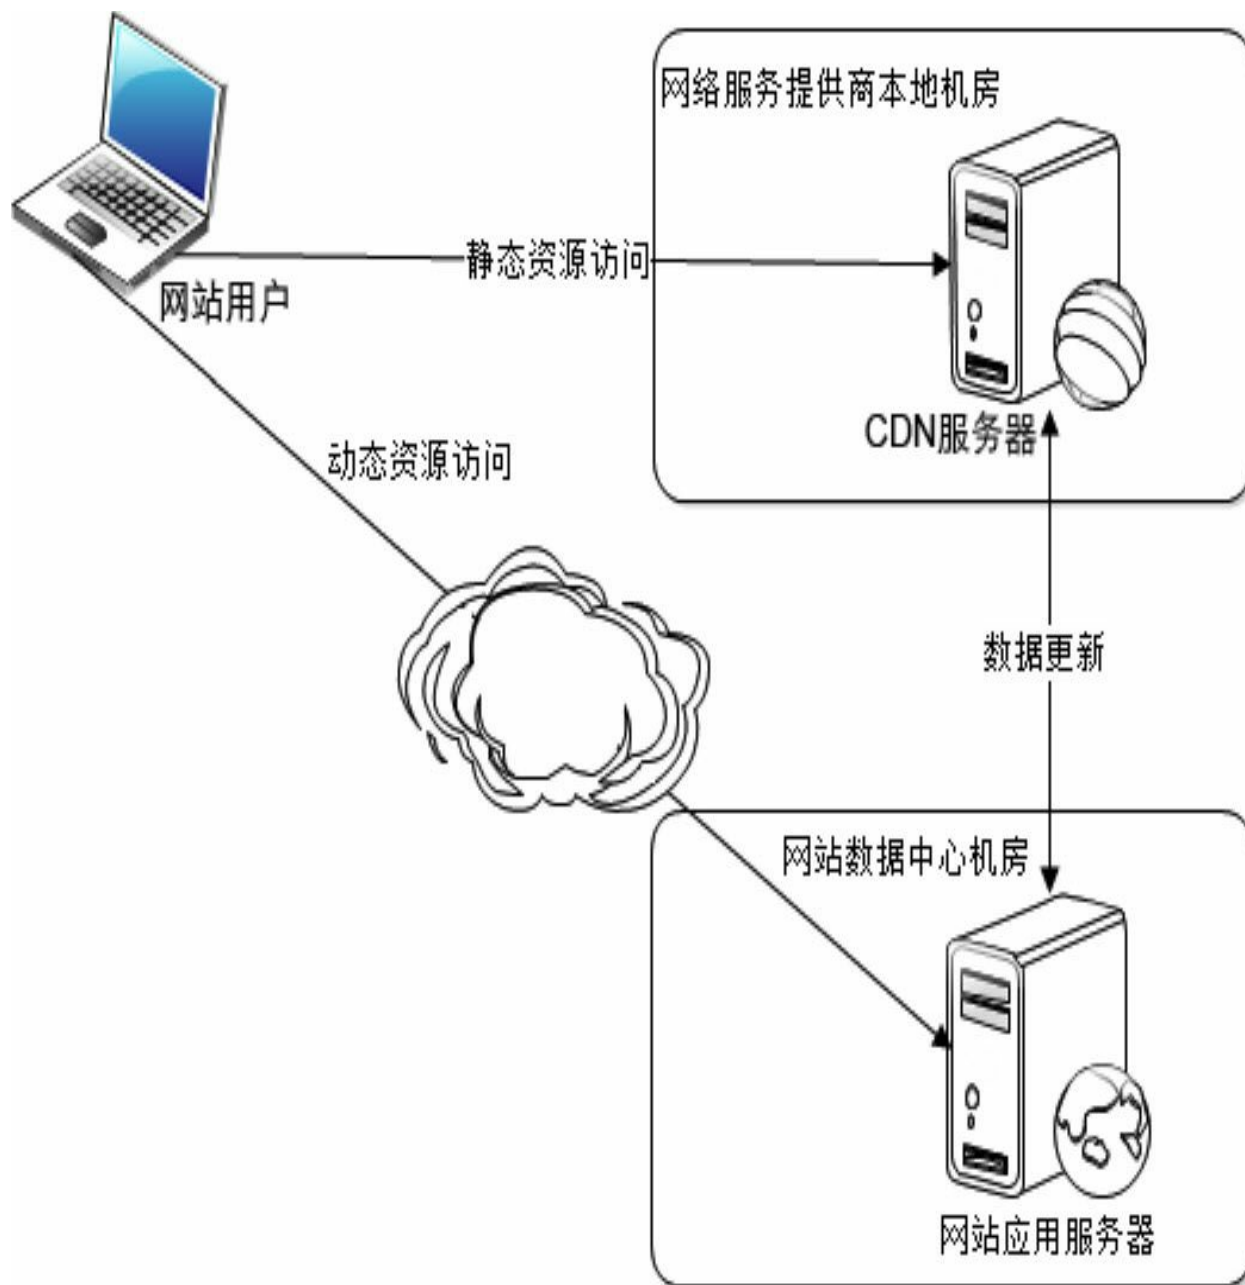 网络服务提供商本地机房
静态资源访问
网站用户
CDN服务器
动态资源访问
数据更新
网站数据中心机房
网站应用服务器